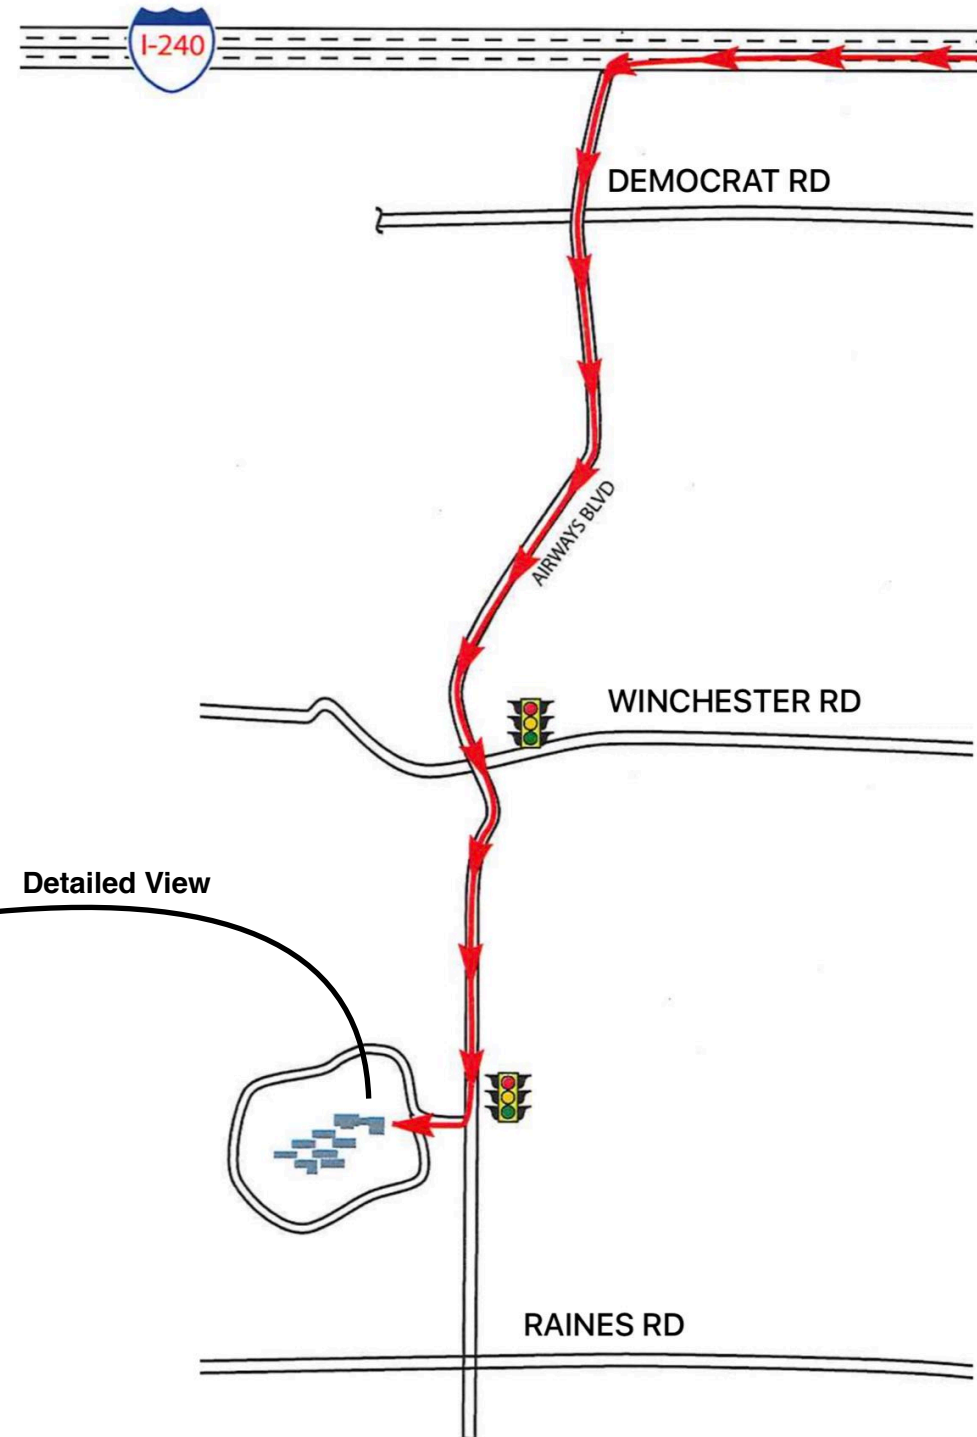 I-240
DEMOCRAT RD
AIRWAYS BLVD
WINCHESTER RD
Detailed View
RAINES RD